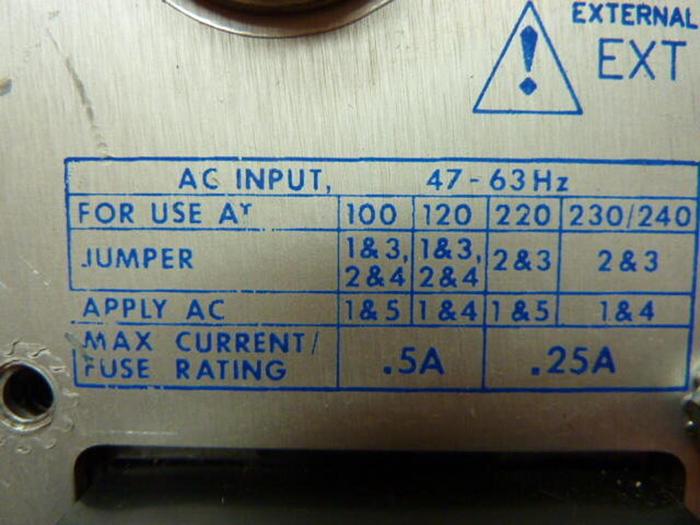 EXTERNAL
EXT
AC INPUT, 47-63Hz
FOR USE AT 100 120 220 230/240
JUMPER 1&3, 2&4 1&3, 2&4 2&3 2&3
APPLY AC 1&5 1&4 1&5 1&4
MAX CURRENT/
FUSE RATING .5A .25A